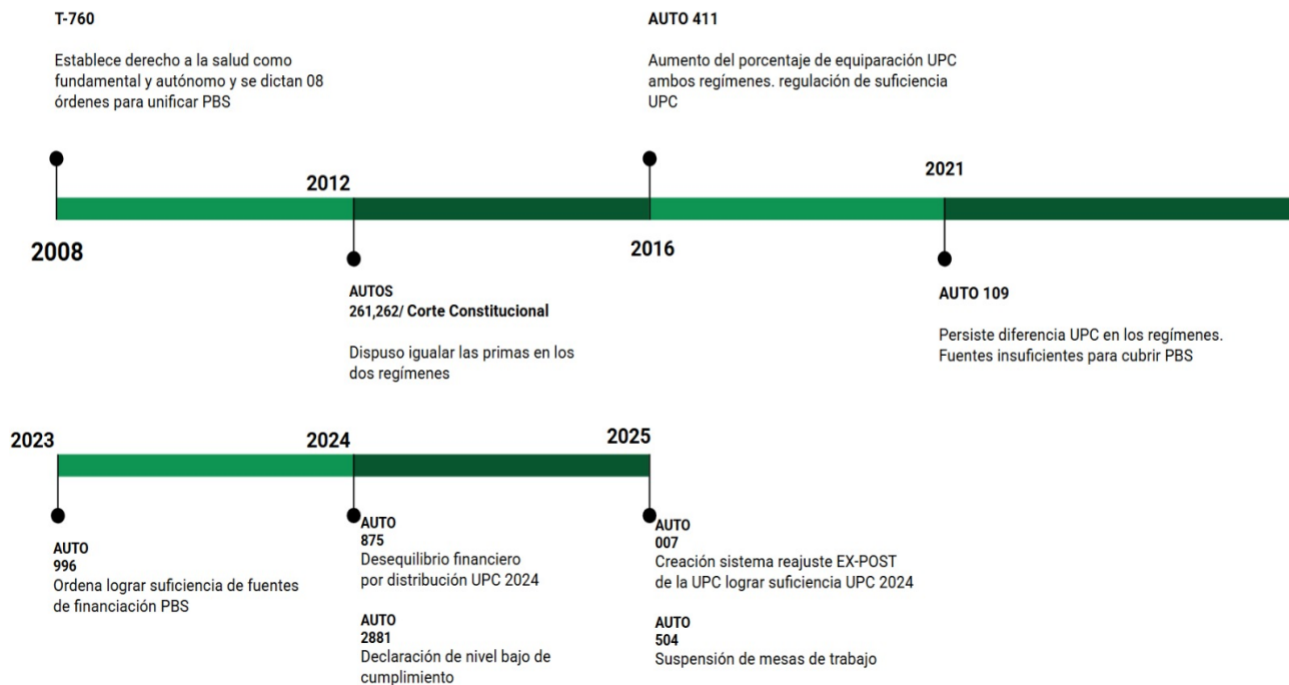 T-760
Establece derecho a la salud como
fundamental y autónomo y se dictan 08
órdenes para unificar PBS
AUTO 411
Aumento del porcentaje de equiparación UPC
ambos regímenes. regulación de suficiencia
UPC
2012
2021
2008
2016
AUTOS
261,262/ Corte Constitucional
Dispuso igualar las primas en los
dos regímenes
AUTO 109
Persiste diferencia UPC en los regímenes.
Fuentes insuficientes para cubrir PBS
2023
2024
2025
AUTO
996
Ordena lograr suficiencia de fuentes
de financiación PBS
AUTO
875
Desequilibrio financiero
por distribución UPC 2024
AUTO
2881
Declaración de nivel bajo de
cumplimiento
AUTO
007
Creación sistema reajuste EX-POST
de la UPC lograr suficiencia UPC 2024
AUTO
504
Suspensión de mesas de trabajo